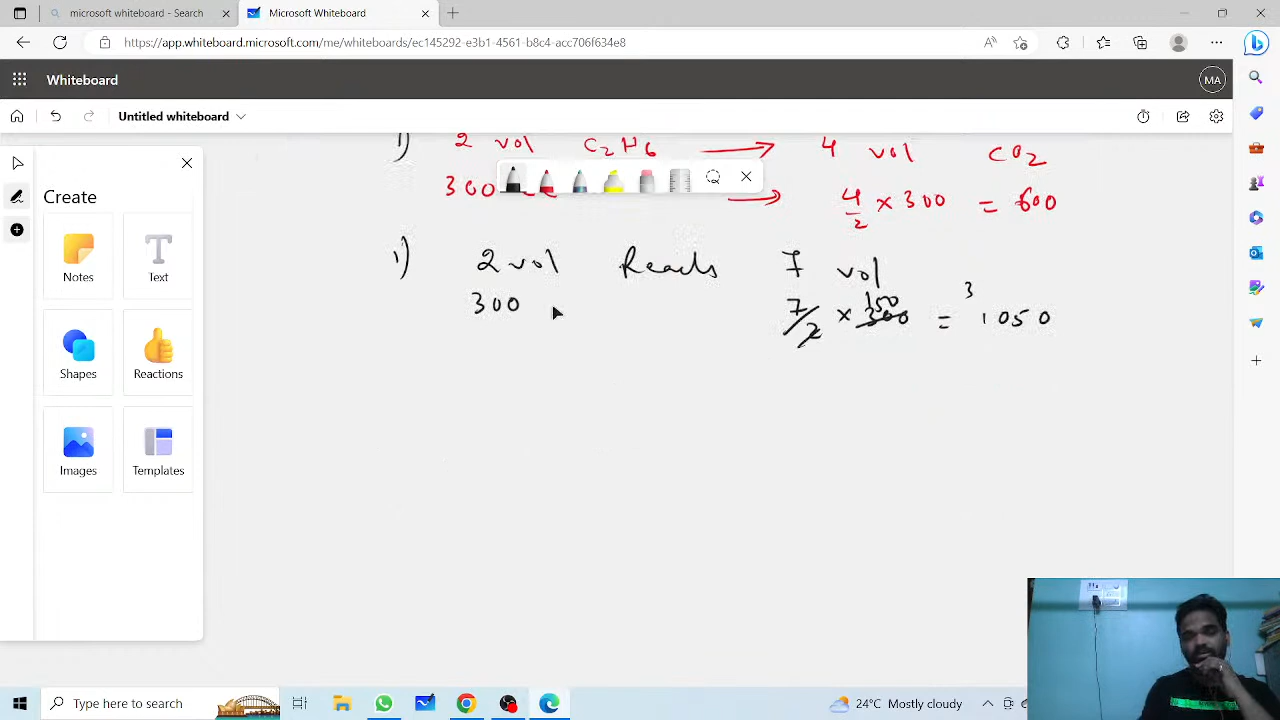 microsoft whiteboard - Search
Microsoft Whiteboard
https://app.whiteboard.microsoft.com/me/whiteboards/ec145292-e3b1-4561-b8c4-acc706f634e8
Whiteboard
MA
Untitled whiteboard
Create
Notes
Text
Shapes
Reactions
Images
Templates
1) 2 vol C2H6 → 4 vol CO2
300 → 4/2 × 300 = 600
1) 2 vol Reacts 7 vol
300 7/2 × 300 150 = 1050
3
Type here to search
24°C Mostly cloudy